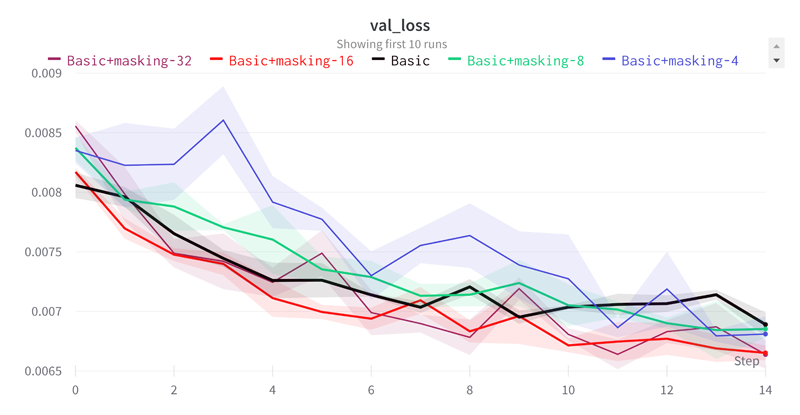 val_loss
Showing first 10 runs
Basic+masking-32 Basic+masking-16 Basic Basic+masking-8 Basic+masking-4
0.009
0.0085
0.008
0.0075
0.007
0.0065
Step
0 2 4 6 8 10 12 14